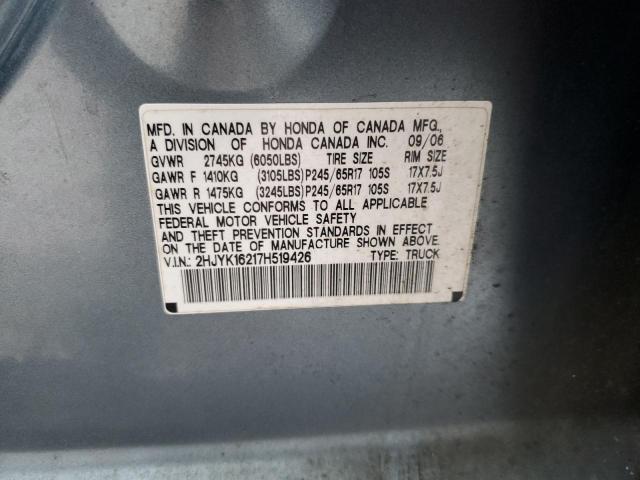 MFD. IN CANADA BY HONDA OF CANADA MFG.,
A DIVISION OF HONDA CANADA INC. 09/06
GVWR 2745KG (6050LBS) TIRE SIZE RIM SIZE
GAWR F 1410KG (3105LBS)P245/65R17 105S 17X7.5J
GAWR R 1475KG (3245LBS)P245/65R17 105S 17X7.5J
THIS VEHICLE CONFORMS TO ALL APPLICABLE
FEDERAL MOTOR VEHICLE SAFETY
AND THEFT PREVENTION STANDARDS IN EFFECT
ON THE DATE OF MANUFACTURE SHOWN ABOVE.
V.I.N.: 2HJYK16217H519426 TYPE: TRUCK